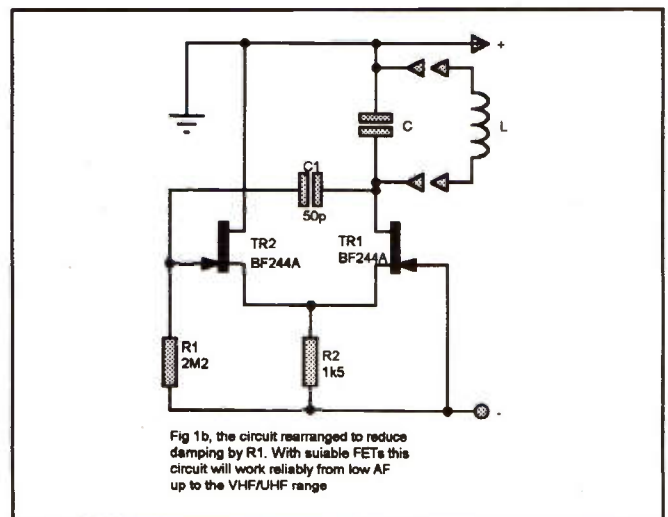 +
C
L
C1
50p
TR2
BF244A
TR1
BF244A
R1
2M2
R2
1k5
-
Fig 1b, the circuit rearranged to reduce
damping by R1. With suiable FETs this
circuit will work reliably from low AF
up to the VHF/UHF range